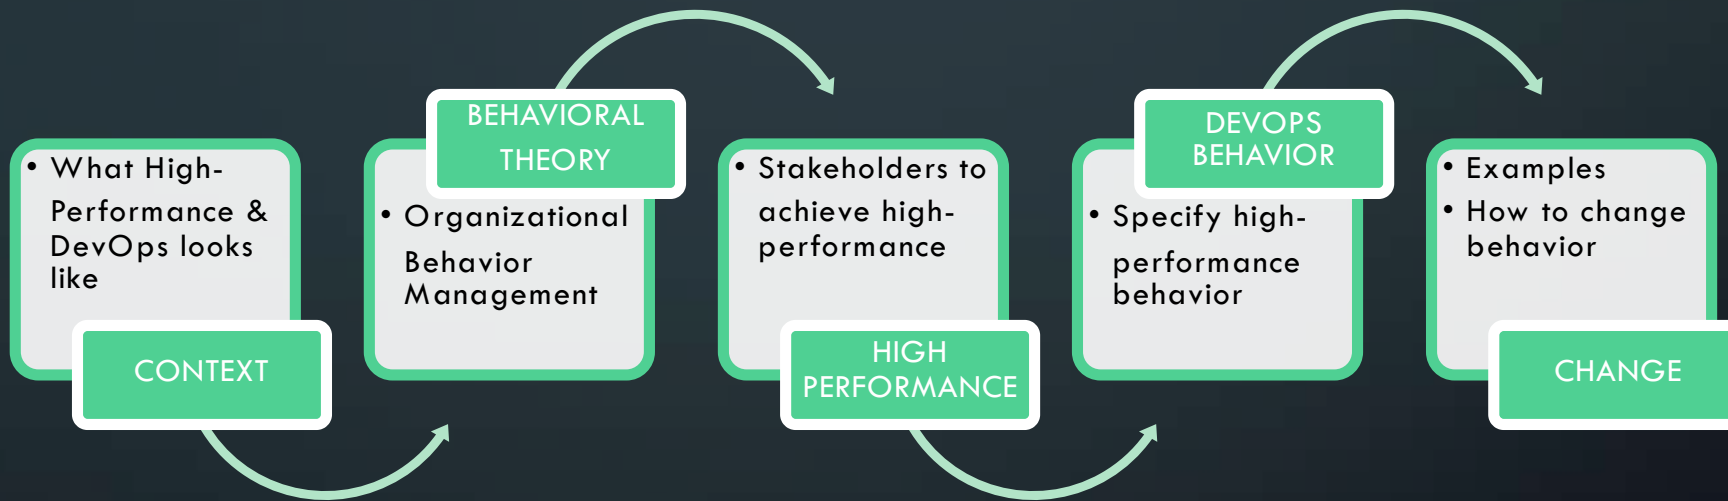 • What High-
Performance &
DevOps looks
like
CONTEXT
BEHAVIORAL
THEORY
• Organizational
Behavior
Management
• Stakeholders to
achieve high-
performance
HIGH
PERFORMANCE
DEVOPS
BEHAVIOR
• Specify high-
performance
behavior
• Examples
• How to change
behavior
CHANGE